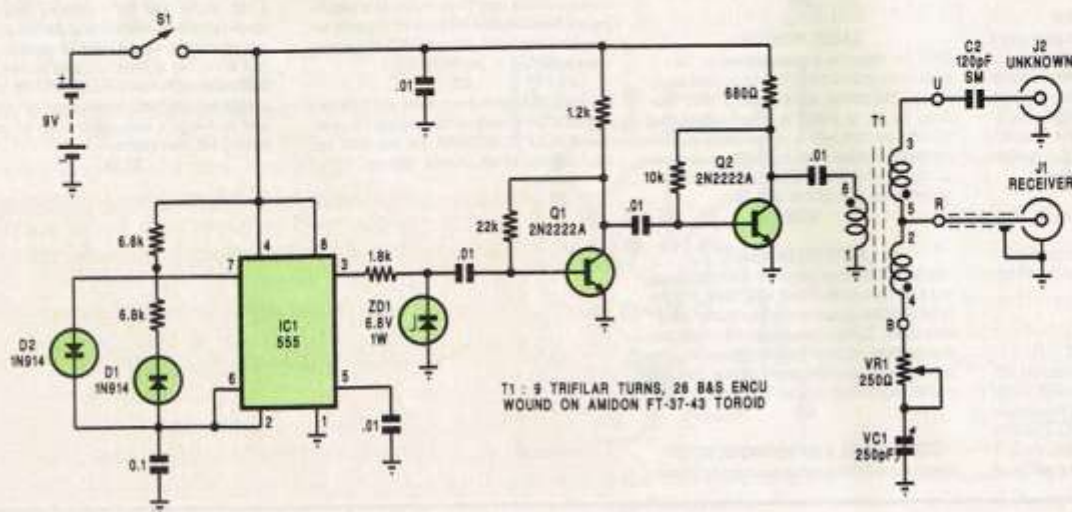 S1
9V
.01
1.2k
680Ω
C2
120pF
SM
J2
UNKNOWN
U
T1
3
6.8k
6.8k
D2
1N914
D1
1N914
0.1
7
4
8
3
IC1
555
6
5
2
1
.01
1.8k
ZD1
6.8V
1W
.01
22k
Q1
2N2222A
.01
10k
Q2
2N2222A
.01
6
1
5
2
4
R
J1
RECEIVER
B
VR1
250Ω
VC1
250pF
T1 : 9 TRIFILAR TURNS, 26 B&S ENCU
WOUND ON AMIDON FT-37-43 TOROID